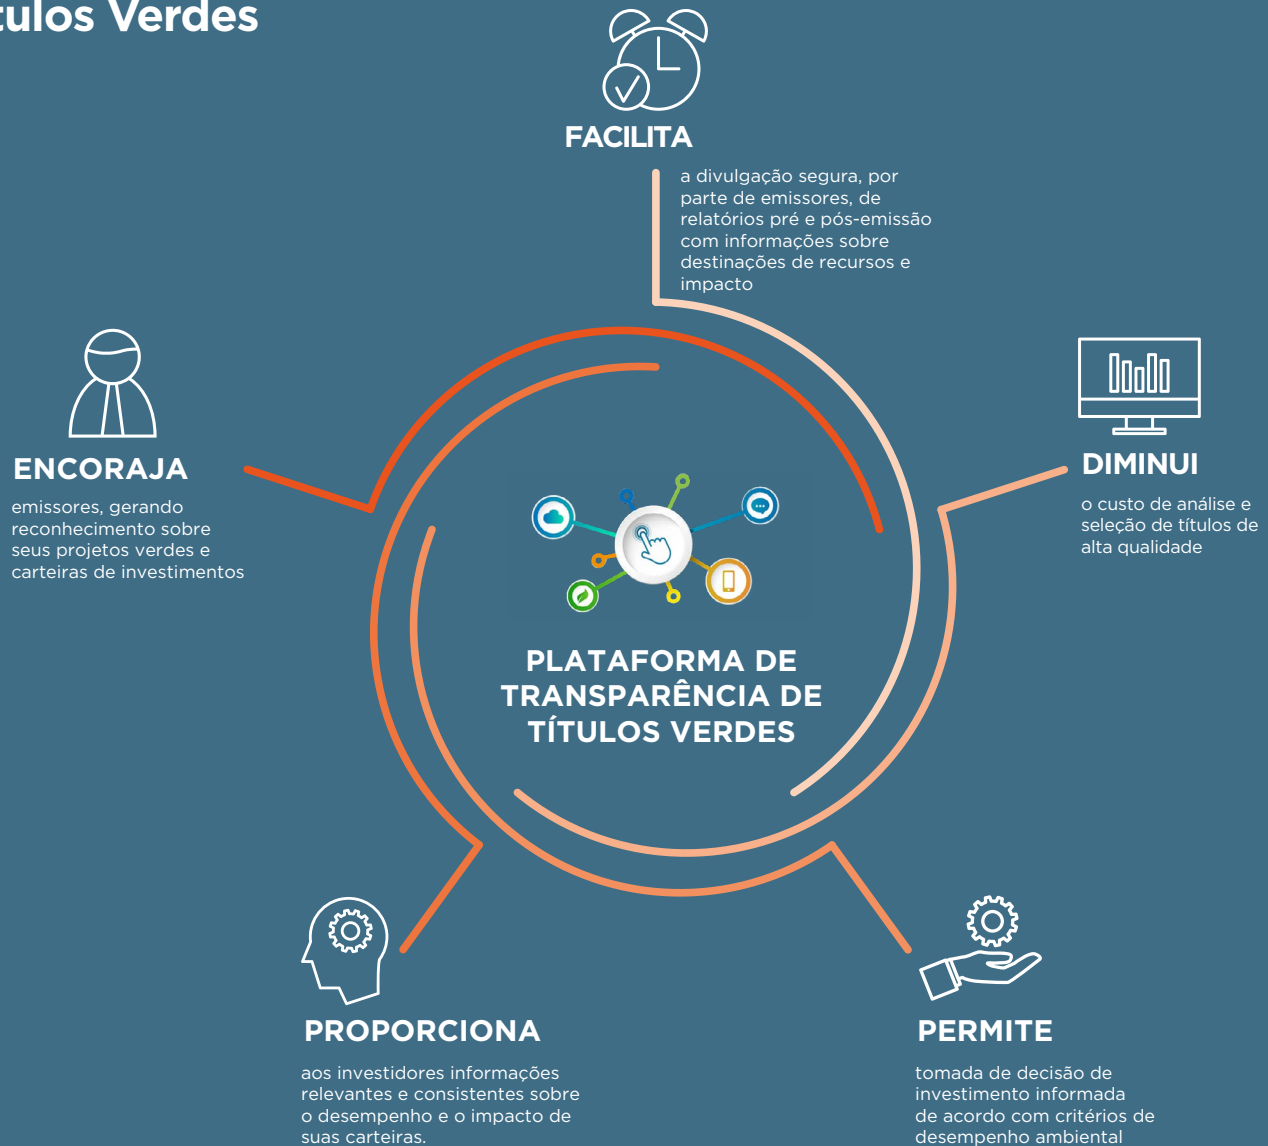 tulos Verdes
FACILITA
a divulgação segura, por
parte de emissores, de
relatórios pré e pós-emissão
com informações sobre
destinações de recursos e
impacto
ENCORAJA
emissores, gerando
reconhecimento sobre
seus projetos verdes e
carteiras de investimentos
DIMINUI
o custo de análise e
seleção de títulos de
alta qualidade
PLATAFORMA DE
TRANSPARÊNCIA DE
TÍTULOS VERDES
PROPORCIONA
aos investidores informações
relevantes e consistentes sobre
o desempenho e o impacto de
suas carteiras.
PERMITE
tomada de decisão de
investimento informada
de acordo com critérios de
desempenho ambiental